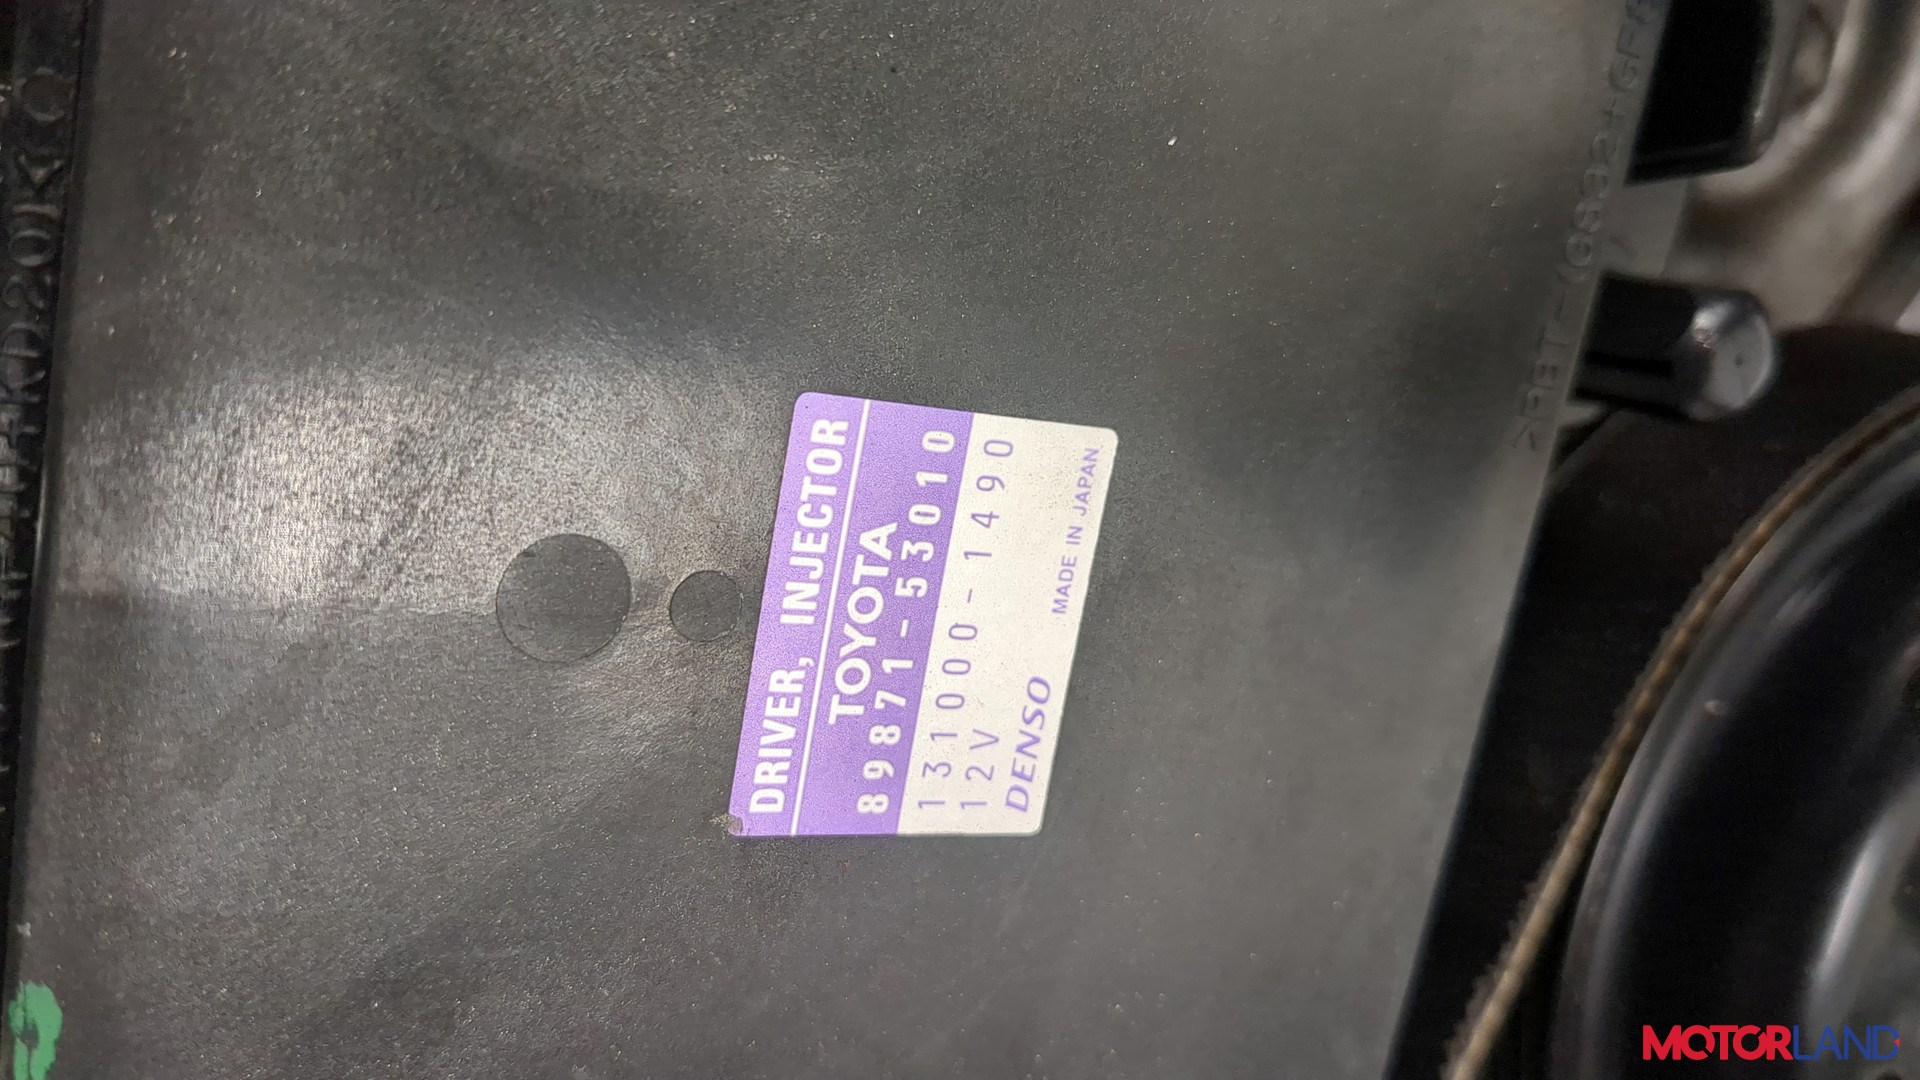 DRIVER, INJECTOR
TOYOTA
89871-53010
131000-1490
12V
DENSO MADE IN JAPAN
MOTORLAND